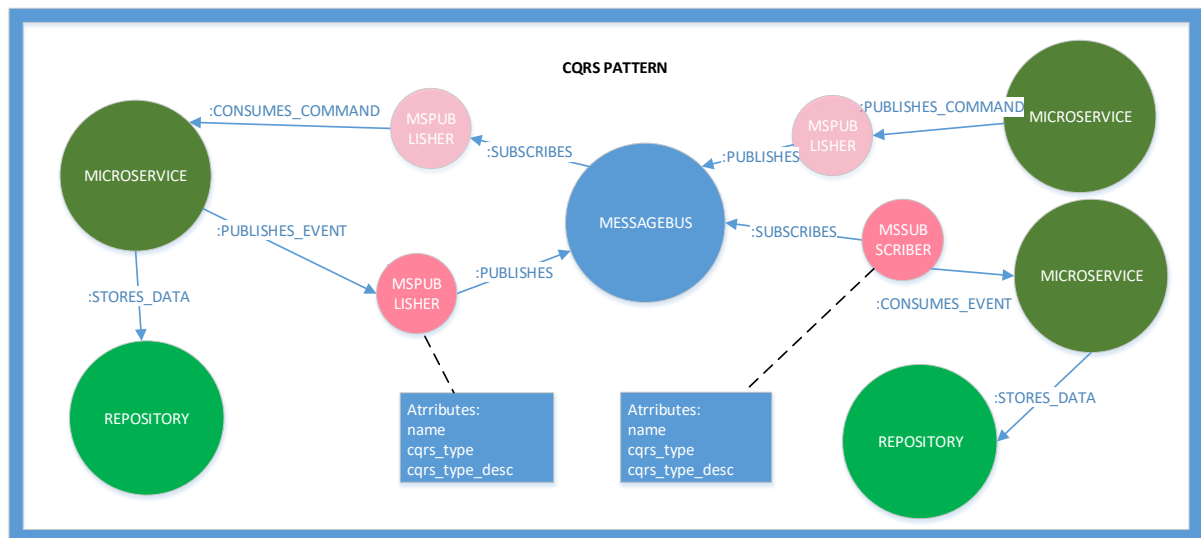 CQRS PATTERN
:CONSUMES_COMMAND
MSPUB
LISHER
:SUBSCRIBES
MSPUB
LISHER
:PUBLISHES_COMMAND
MICROSERVICE
:PUBLISHES
MICROSERVICE
MESSAGEBUS
:PUBLISHES_EVENT
:SUBSCRIBES
MSSUB
SCRIBER
MICROSERVICE
MSPUB
LISHER
:PUBLISHES
:STORES_DATA
:CONSUMES_EVENT
REPOSITORY
Atrributes:
name
cqrs_type
cqrs_type_desc
Atrributes:
name
cqrs_type
cqrs_type_desc
:STORES_DATA
REPOSITORY